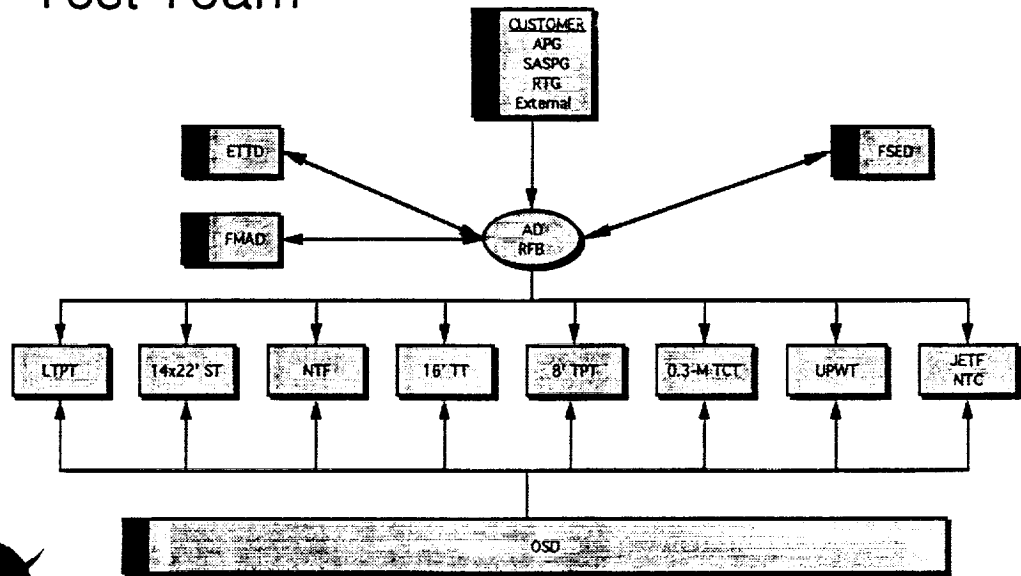 Test Team
CUSTOMER
APG
SASPG
RTG
External
ETTD
FSED
FMAD
AD
RFB
LTPT
14x22' ST
NTF
16' TT
8' TPT
0.3-M TCT
UPWT
JETF
NTC
OSD